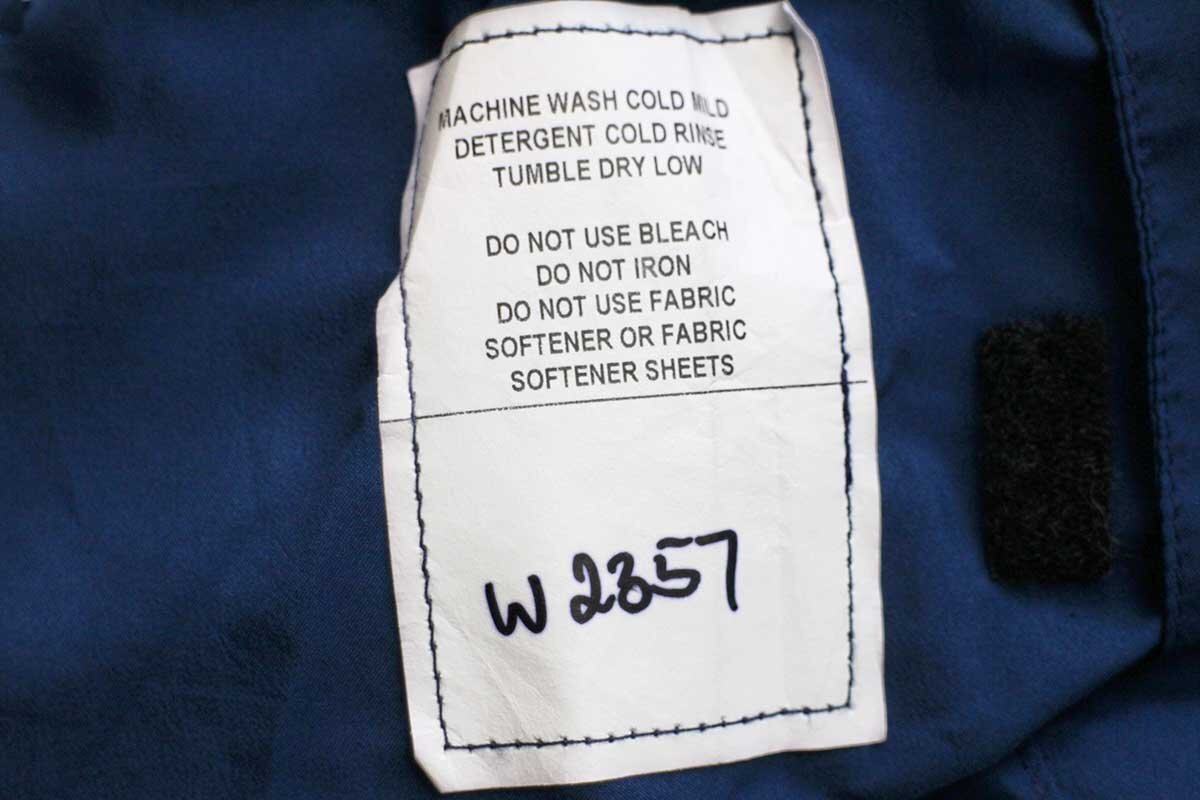 MACHINE WASH COLD MILD
DETERGENT COLD RINSE
TUMBLE DRY LOW
DO NOT USE BLEACH
DO NOT IRON
DO NOT USE FABRIC
SOFTENER OR FABRIC
SOFTENER SHEETS
W 2357